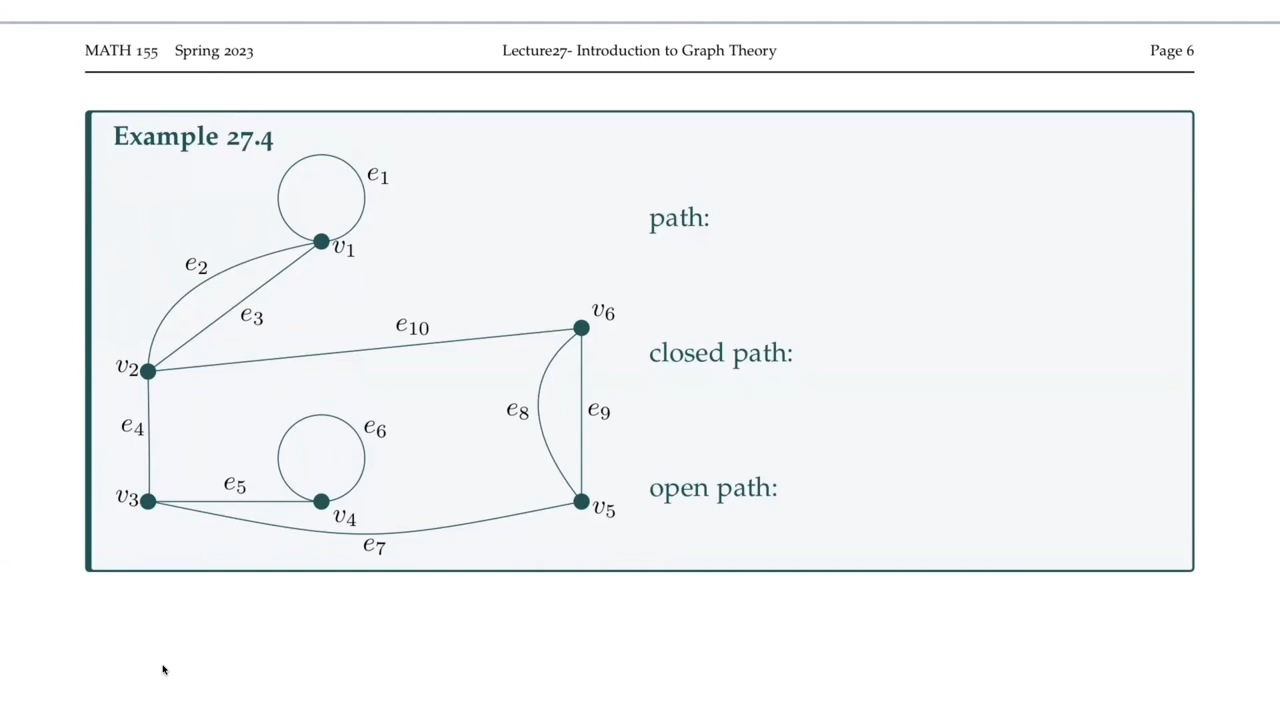 MATH 155 Spring 2023 Lecture27- Introduction to Graph Theory Page 6
Example 27.4
e1
path:
v1
e2
v6
e3
e10
closed path:
v2
e8
e9
e4
e6
e5
open path:
v3
v4
v5
e7